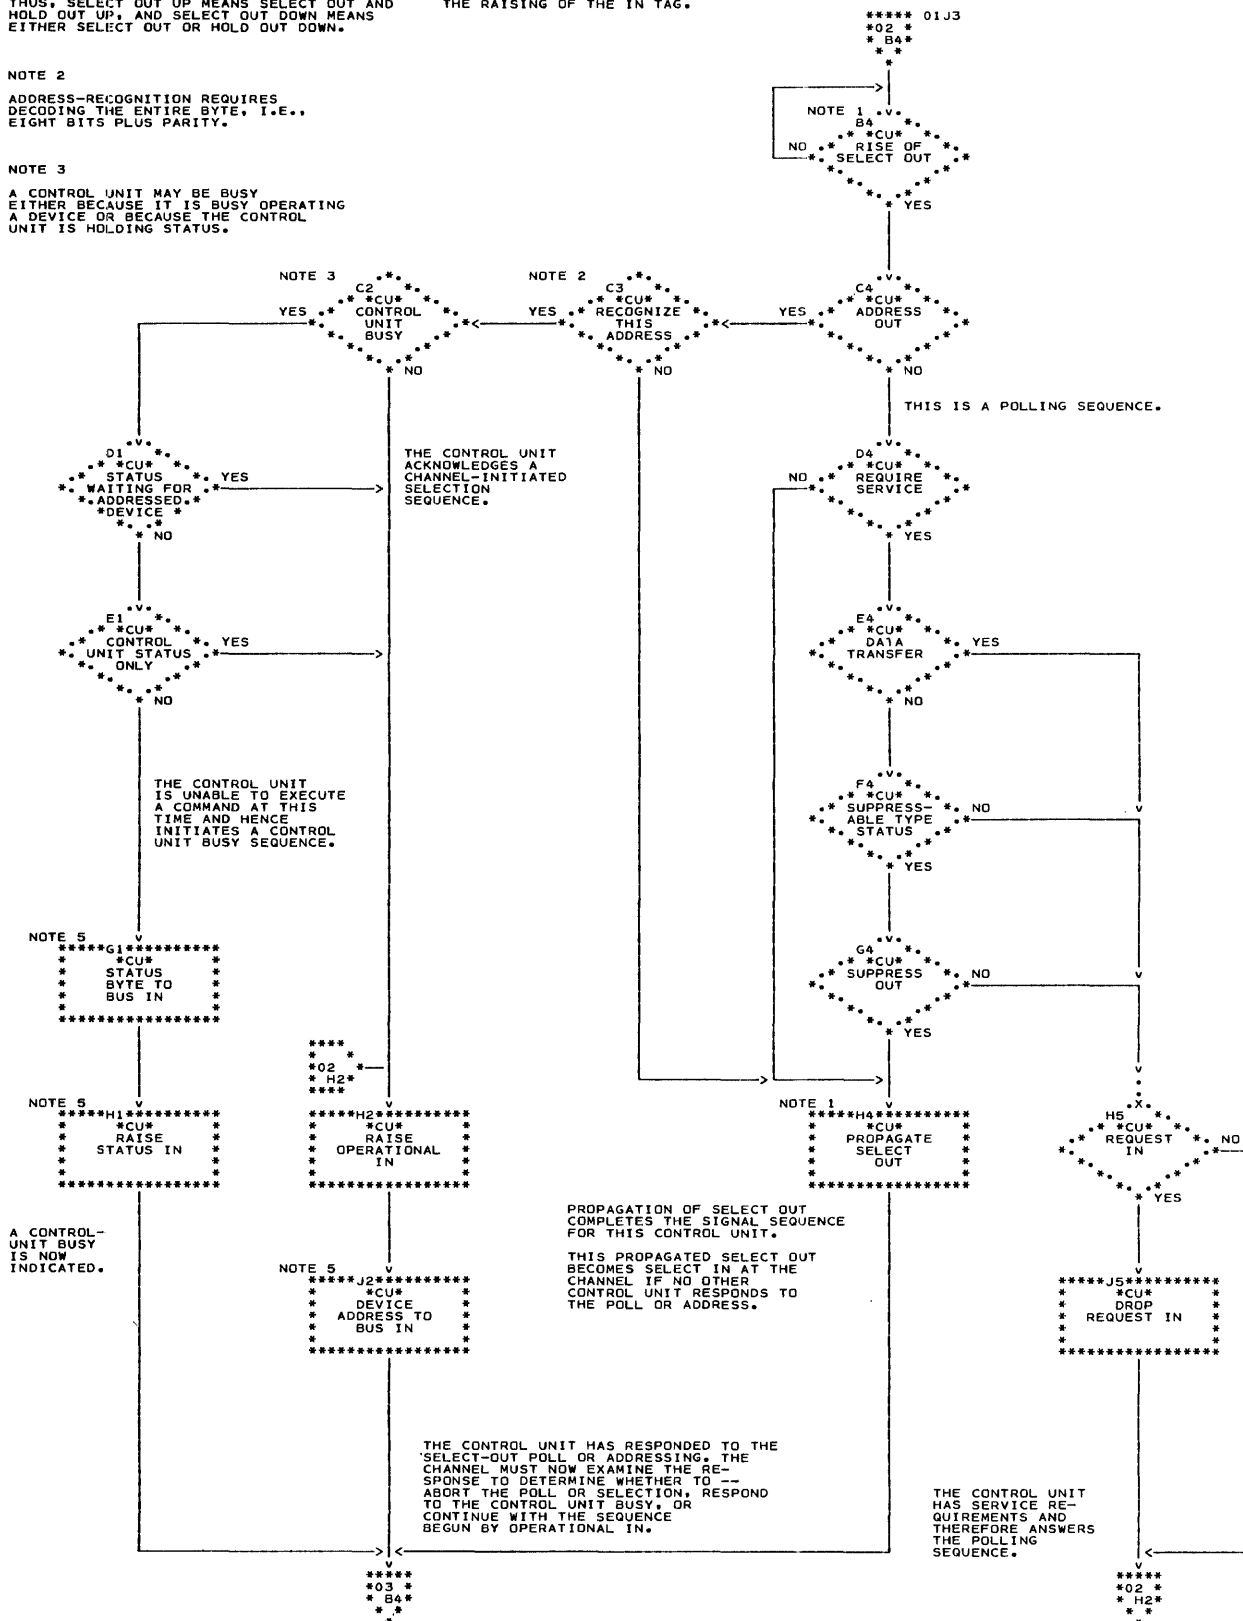 THUS, SELECT OUT UP MEANS SELECT OUT AND
HOLD OUT UP, AND SELECT OUT DOWN MEANS
EITHER SELECT OUT OR HOLD OUT DOWN.
THE RAISING OF THE IN TAG.
***** 01J3
*02 *
* B4*
NOTE 2
ADDRESS-RECOGNITION REQUIRES
DECODING THE ENTIRE BYTE, I.E.,
EIGHT BITS PLUS PARITY.
NOTE 3
A CONTROL UNIT MAY BE BUSY
EITHER BECAUSE IT IS BUSY OPERATING
A DEVICE OR BECAUSE THE CONTROL
UNIT IS HOLDING STATUS.
NOTE 1
B4
*CU*
RISE OF
SELECT OUT
NO
YES
NOTE 3
C2
*CU*
CONTROL
UNIT
BUSY
YES
NO
NOTE 2
C3
*CU*
RECOGNIZE
THIS
ADDRESS
YES
NO
C4
*CU*
ADDRESS
OUT
YES
NO
THIS IS A POLLING SEQUENCE.
D1
*CU*
STATUS
WAITING FOR
ADDRESSED
DEVICE
YES
NO
THE CONTROL UNIT
ACKNOWLEDGES A
CHANNEL-INITIATED
SELECTION
SEQUENCE.
D4
*CU*
REQUIRE
SERVICE
NO
YES
E1
*CU*
CONTROL
UNIT STATUS
ONLY
YES
NO
E4
*CU*
DATA
TRANSFER
YES
NO
THE CONTROL UNIT
IS UNABLE TO EXECUTE
A COMMAND AT THIS
TIME AND HENCE
INITIATES A CONTROL
UNIT BUSY SEQUENCE.
F4
*CU*
SUPPRESS-
ABLE TYPE
STATUS
NO
YES
NOTE 5
G1
*CU*
STATUS
BYTE TO
BUS IN
G4
*CU*
SUPPRESS
OUT
NO
YES
*02
H2*
NOTE 5
H1
*CU*
RAISE
STATUS IN
H2
*CU*
RAISE
OPERATIONAL
IN
NOTE 1
H4
*CU*
PROPAGATE
SELECT
OUT
H5
*CU*
REQUEST
IN
NO
YES
A CONTROL-
UNIT BUSY
IS NOW
INDICATED.
PROPAGATION OF SELECT OUT
COMPLETES THE SIGNAL SEQUENCE
FOR THIS CONTROL UNIT.
THIS PROPAGATED SELECT OUT
BECOMES SELECT IN AT THE
CHANNEL IF NO OTHER
CONTROL UNIT RESPONDS TO
THE POLL OR ADDRESS.
NOTE 5
J2
*CU*
DEVICE
ADDRESS TO
BUS IN
J5
*CU*
DROP
REQUEST IN
THE CONTROL UNIT HAS RESPONDED TO THE
SELECT-OUT POLL OR ADDRESSING. THE
CHANNEL MUST NOW EXAMINE THE RE-
SPONSE TO DETERMINE WHETHER TO --
ABORT THE POLL OR SELECTION, RESPOND
TO THE CONTROL UNIT BUSY, OR
CONTINUE WITH THE SEQUENCE
BEGUN BY OPERATIONAL IN.
THE CONTROL UNIT
HAS SERVICE RE-
QUIREMENTS AND
THEREFORE ANSWERS
THE POLLING
SEQUENCE.
*03 *
* B4*
*02 *
* H2*